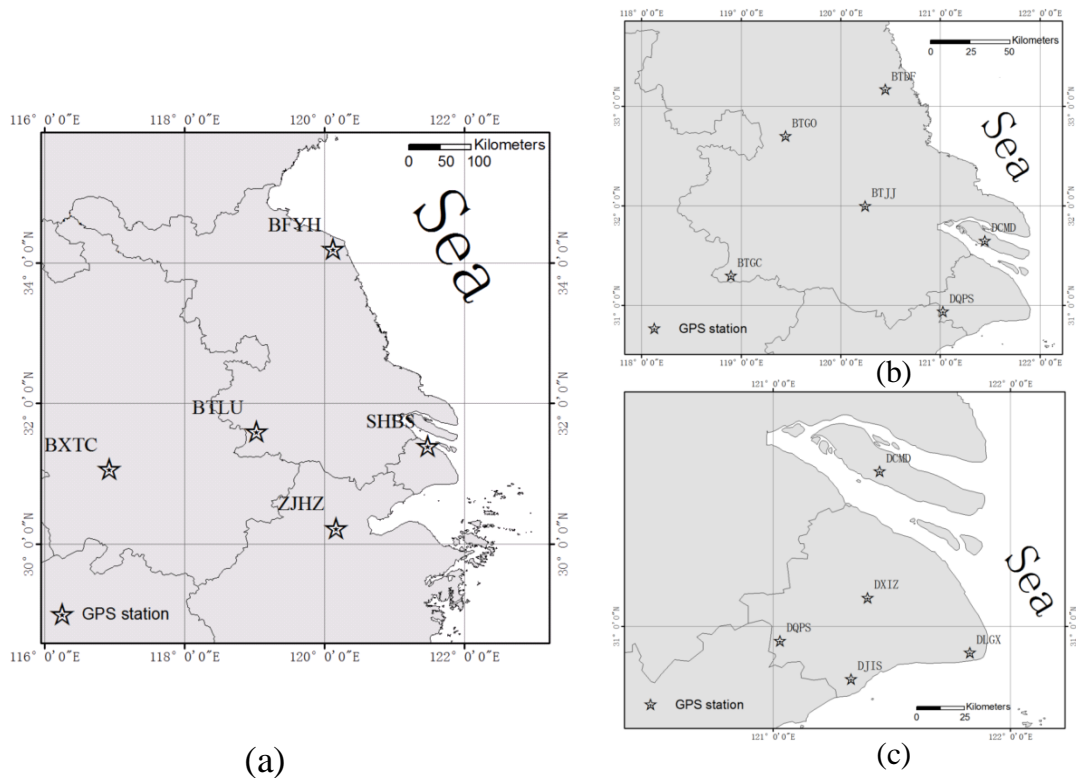 116° 0′0″E 118° 0′0″E 120° 0′0″E 122° 0′0″E
Kilometers
0 50 100
Sea
BFYH
34° 0′0″N
34° 0′0″N
BTLU
32° 0′0″N
32° 0′0″N
SHBS
BXTC
ZJHZ
30° 0′0″N
30° 0′0″N
GPS station
116° 0′0″E 118° 0′0″E 120° 0′0″E 122° 0′0″E
(a)
118° 0′0″E 119° 0′0″E 120° 0′0″E 121° 0′0″E 122° 0′0″E
Kilometers
0 25 50
BTDF
33° 0′0″N
33° 0′0″N
BTGO
Sea
BTJJ
32° 0′0″N
32° 0′0″N
DCMD
BTGC
DQPS
31° 0′0″N
31° 0′0″N
GPS station
118° 0′0″E 119° 0′0″E 120° 0′0″E 121° 0′0″E 122° 0′0″E
(b)
121° 0′0″E 122° 0′0″E
DCMD
Sea
DXIZ
31° 0′0″N
31° 0′0″N
DQPS
DLGX
DJIS
GPS station
Kilometers
0 25
121° 0′0″E 122° 0′0″E
(c)